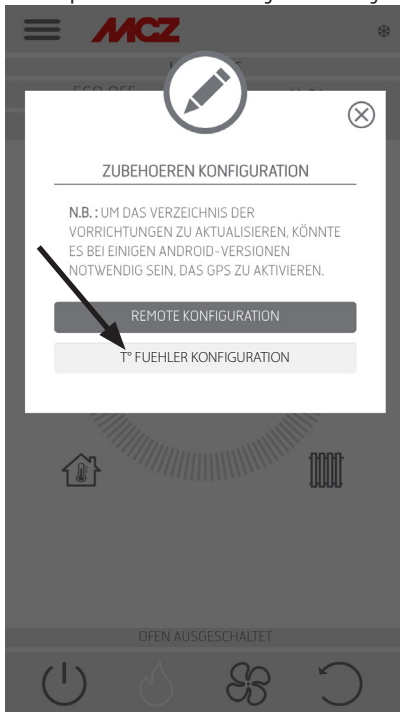 MCZ
ZUBEHOEREN KONFIGURATION
N.B. : UM DAS VERZEICHNIS DER
VORRICHTUNGEN ZU AKTUALISIEREN, KÖNNTE
ES BEI EINIGEN ANDROID-VERSIONEN
NOTWENDIG SEIN, DAS GPS ZU AKTIVIEREN.
REMOTE KONFIGURATION
T° FUEHLER KONFIGURATION
OFEN AUSGESCHALTET